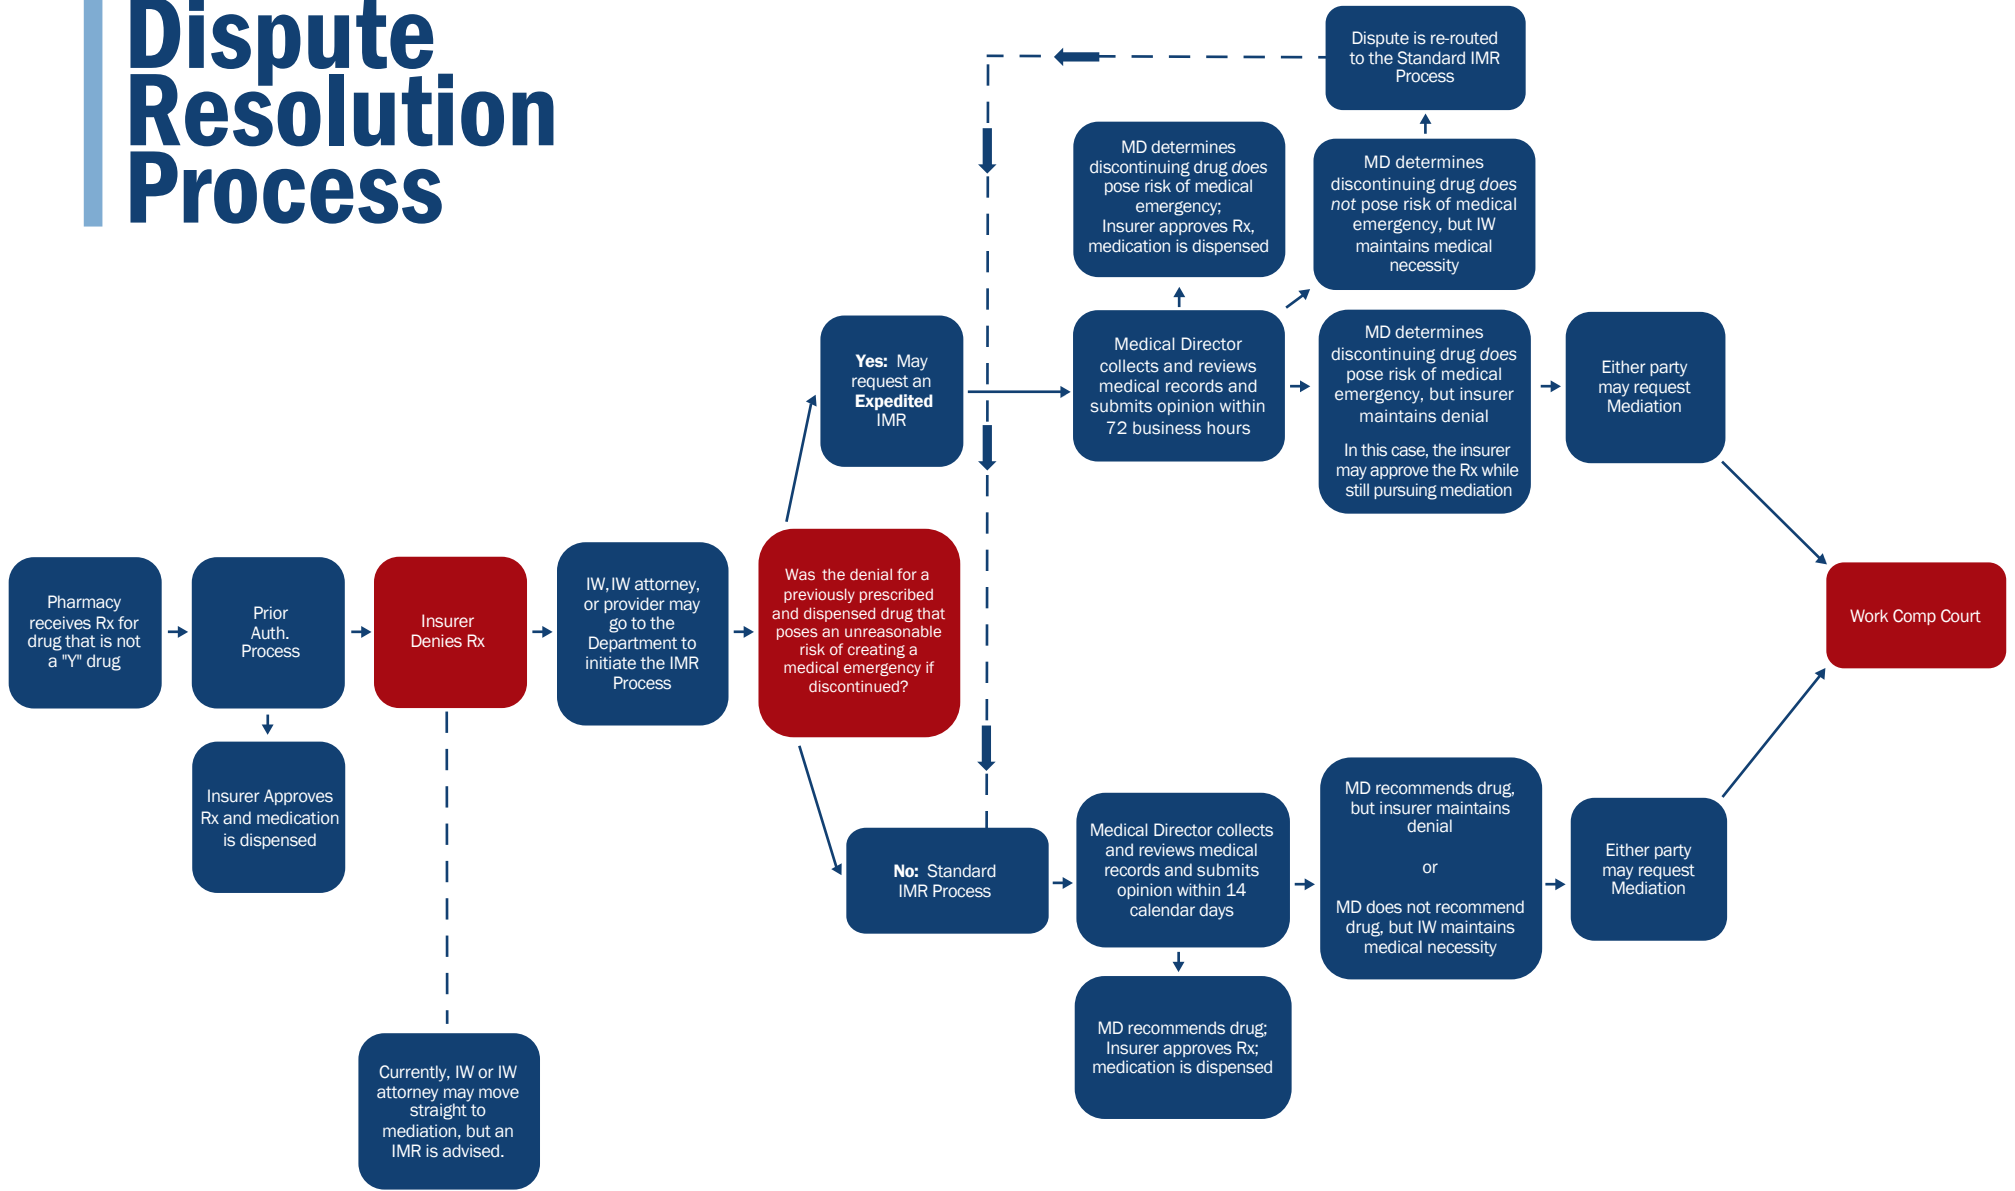 Dispute
Resolution
Process
Pharmacy
receives Rx for
drug that is not
a "Y" drug
Prior
Auth.
Process
Insurer Approves
Rx and medication
is dispensed
Insurer
Denies Rx
Currently, IW or IW
attorney may move
straight to
mediation, but an
IMR is advised.
IW, IW attorney,
or provider may
go to the
Department to
initiate the IMR
Process
Was the denial for a
previously prescribed
and dispensed drug that
poses an unreasonable
risk of creating a
medical emergency if
discontinued?
Yes: May
request an
Expedited
IMR
Medical Director
collects and reviews
medical records and
submits opinion within
72 business hours
MD determines
discontinuing drug does
pose risk of medical
emergency;
Insurer approves Rx,
medication is dispensed
MD determines
discontinuing drug does
not pose risk of medical
emergency, but IW
maintains medical
necessity
Dispute is re-routed
to the Standard IMR
Process
MD determines
discontinuing drug does
pose risk of medical
emergency, but insurer
maintains denial
In this case, the insurer
may approve the Rx while
still pursuing mediation
Either party
may request
Mediation
No: Standard
IMR Process
Medical Director collects
and reviews medical
records and submits
opinion within 14
calendar days
MD recommends drug;
Insurer approves Rx;
medication is dispensed
MD recommends drug,
but insurer maintains
denial
or
MD does not recommend
drug, but IW maintains
medical necessity
Either party
may request
Mediation
Work Comp Court